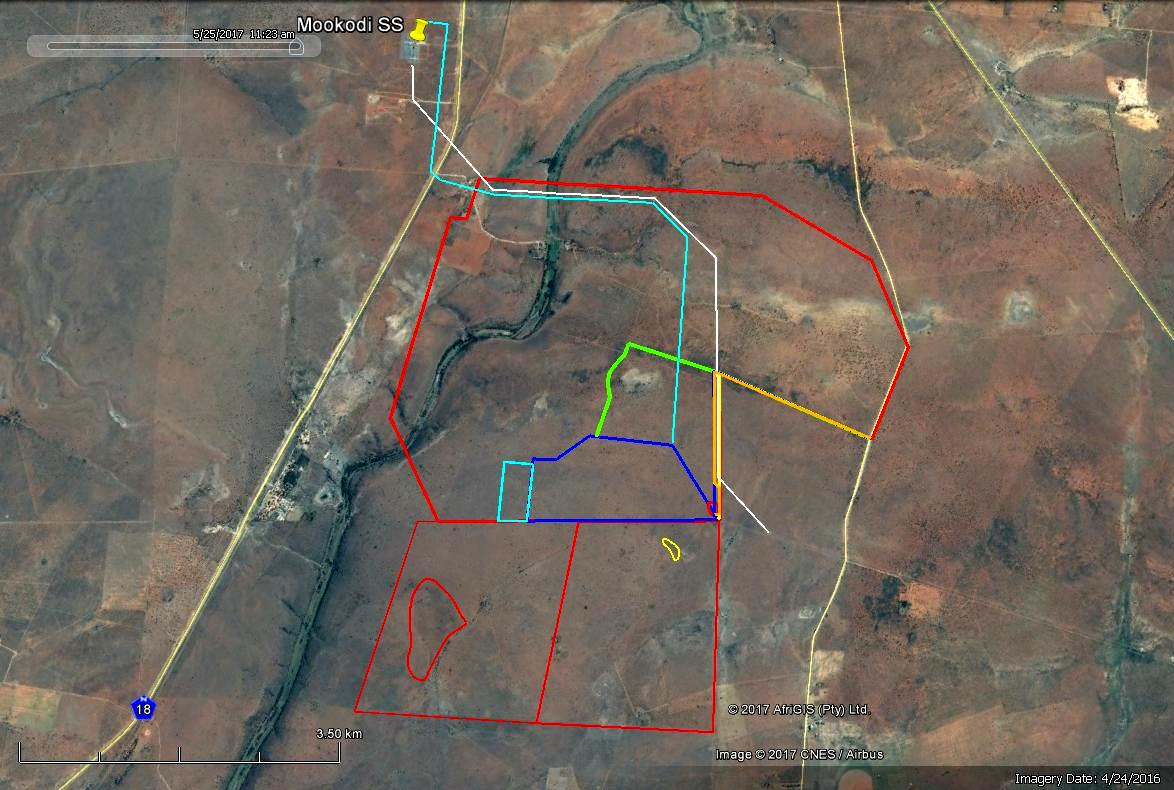 Mookodi SS
5/25/2017 11:23 am
N
18
3.50 km
© 2017 AfriGIS (Pty) Ltd.
Image © 2017 CNES / Airbus
Imagery Date: 4/24/2016